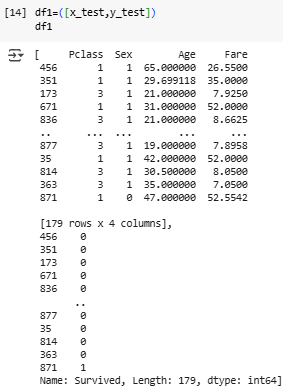 [14] df1=([x_test,y_test])
df1
[ Pclass Sex Age Fare
456 1 1 65.000000 26.5500
351 1 1 29.699118 35.0000
173 3 1 21.000000 7.9250
671 1 1 31.000000 52.0000
836 3 1 21.000000 8.6625
.. ... ... ... ...
877 3 1 19.000000 7.8958
35 1 1 42.000000 52.0000
814 3 1 30.500000 8.0500
363 3 1 35.000000 7.0500
871 1 0 47.000000 52.5542
[179 rows x 4 columns],
456 0
351 0
173 0
671 0
836 0
..
877 0
35 0
814 0
363 0
871 1
Name: Survived, Length: 179, dtype: int64]